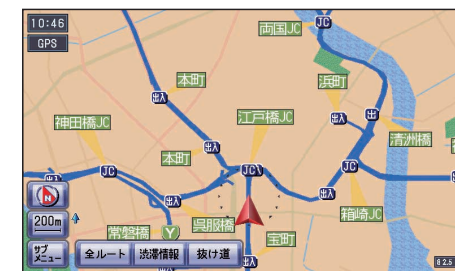 10:46
GPS
両国JC
JC
本町
出入
浜町
神田橋JC
江戸橋JC
出入
出
清洲橋
出入
本町
JC
JC
JC
出入
出入
出入
N
箱崎JC
200m
呉服橋
常盤橋
Y
宝町
サブメニュー
全ルート
渋滞情報
抜け道
出入